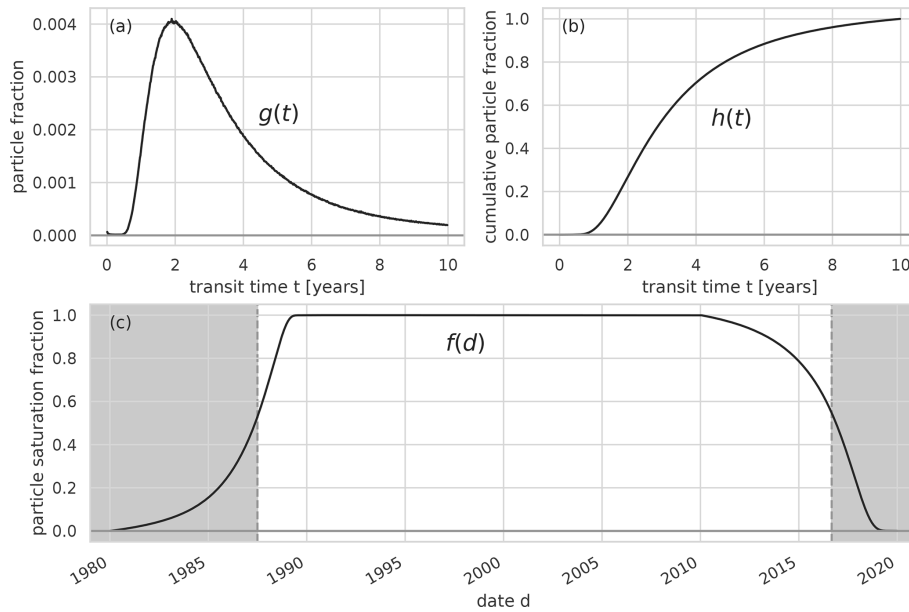 (a)
g(t)
particle fraction
0.004
0.003
0.002
0.001
0.000
0 2 4 6 8 10
transit time t [years]
(b)
h(t)
cumulative particle fraction
1.0
0.8
0.6
0.4
0.2
0.0
0 2 4 6 8 10
transit time t [years]
(c)
f(d)
particle saturation fraction
1.0
0.8
0.6
0.4
0.2
0.0
1980 1985 1990 1995 2000 2005 2010 2015 2020
date d